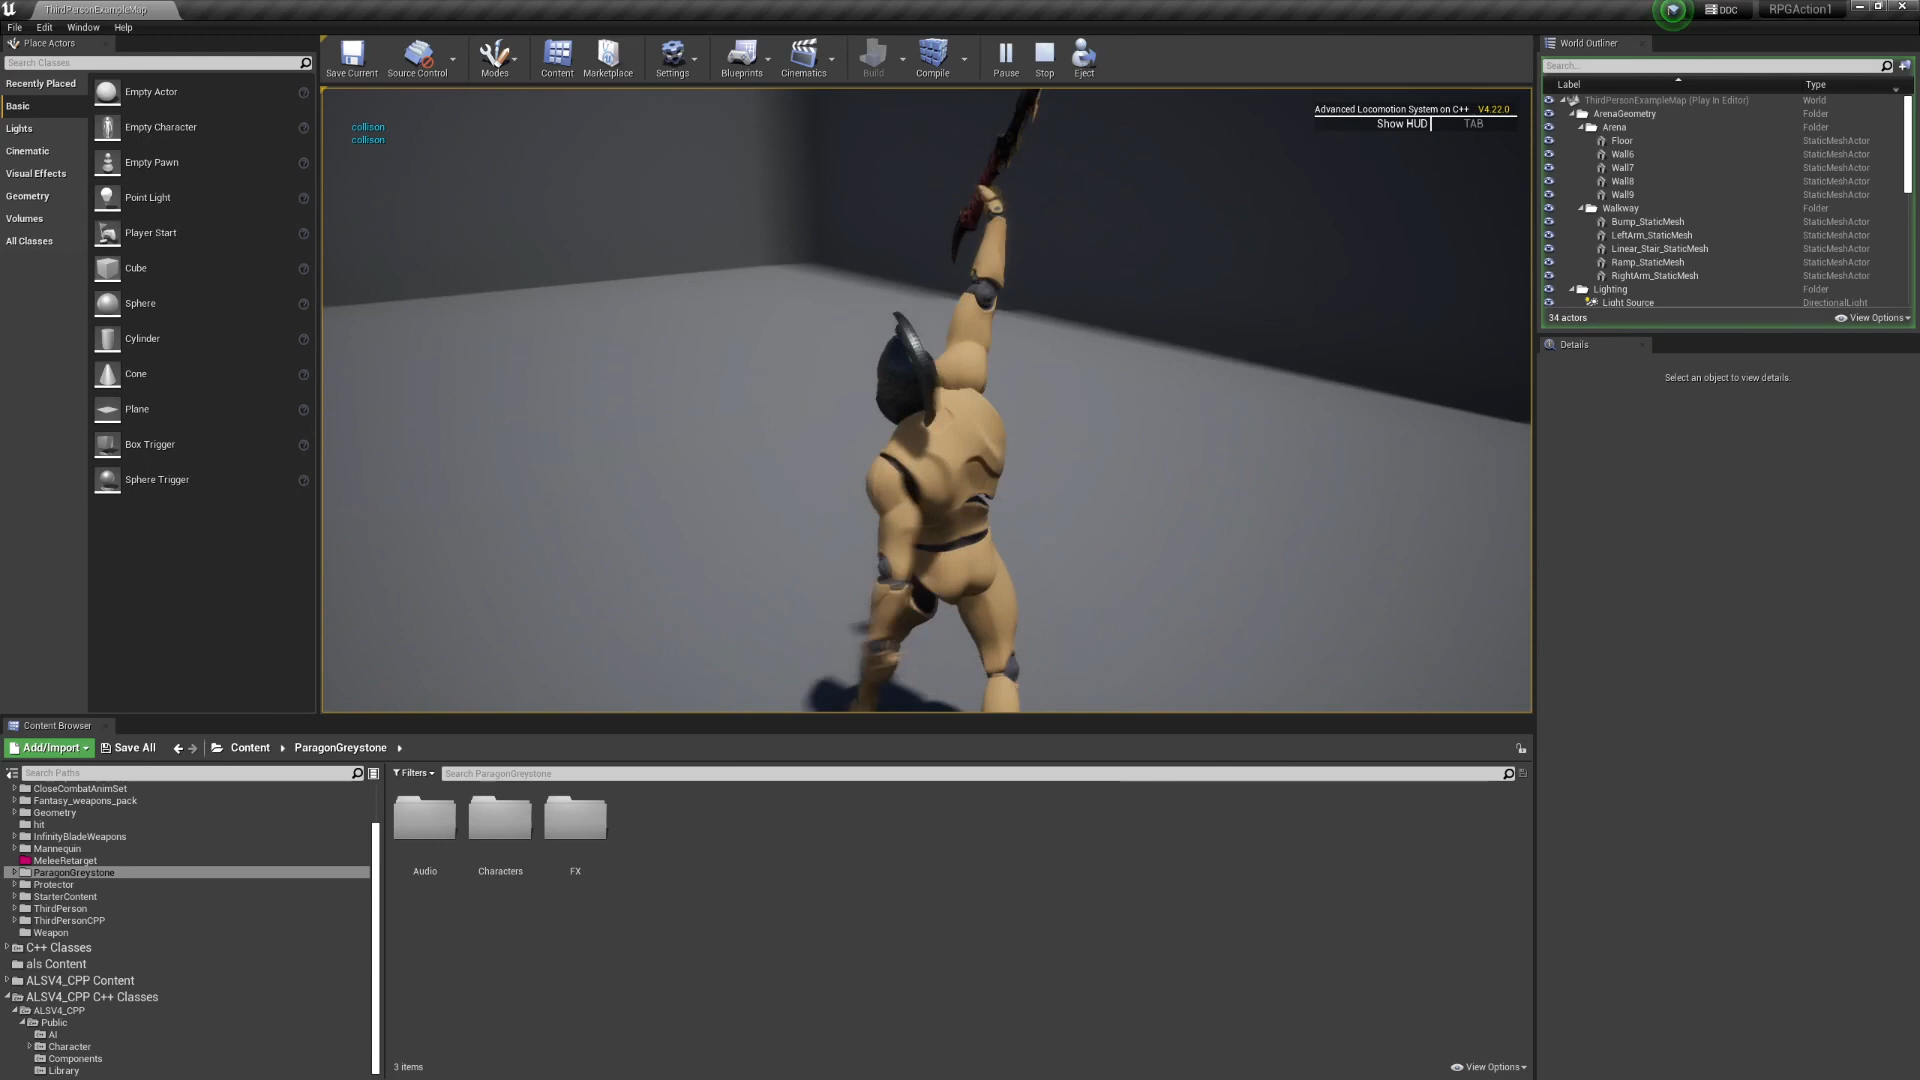 ThirdPersonExampleMap
DDC
RPGAction1
File Edit Window Help
Place Actors
Search Classes
Recently Placed
Basic
Lights
Cinematic
Visual Effects
Geometry
Volumes
All Classes
Empty Actor
Empty Character
Empty Pawn
Point Light
Player Start
Cube
Sphere
Cylinder
Cone
Plane
Box Trigger
Sphere Trigger
Save Current Source Control Modes Content Marketplace Settings Blueprints Cinematics Build Compile Pause Stop Eject
collison
collison
Advanced Locomotion System on C++ V4.22.0
Show HUD TAB
World Outliner
Search...
Label Type
ThirdPersonExampleMap (Play In Editor) World
ArenaGeometry Folder
Arena Folder
Floor StaticMeshActor
Wall6 StaticMeshActor
Wall7 StaticMeshActor
Wall8 StaticMeshActor
Wall9 StaticMeshActor
Walkway Folder
Bump_StaticMesh StaticMeshActor
LeftArm_StaticMesh StaticMeshActor
Linear_Stair_StaticMesh StaticMeshActor
Ramp_StaticMesh StaticMeshActor
RightArm_StaticMesh StaticMeshActor
Lighting Folder
Light Source DirectionalLight
34 actors View Options
Details
Select an object to view details.
Content Browser
Add/Import Save All Content ParagonGreystone
Search Paths
CloseCombatAnimSet
Fantasy_weapons_pack
Geometry
hit
InfinityBladeWeapons
Mannequin
MeleeRetarget
ParagonGreystone
Protector
StarterContent
ThirdPerson
ThirdPersonCPP
Weapon
C++ Classes
als Content
ALSV4_CPP Content
ALSV4_CPP C++ Classes
ALSV4_CPP
Public
AI
Character
Components
Library
Filters Search ParagonGreystone
Audio Characters FX
3 items View Options